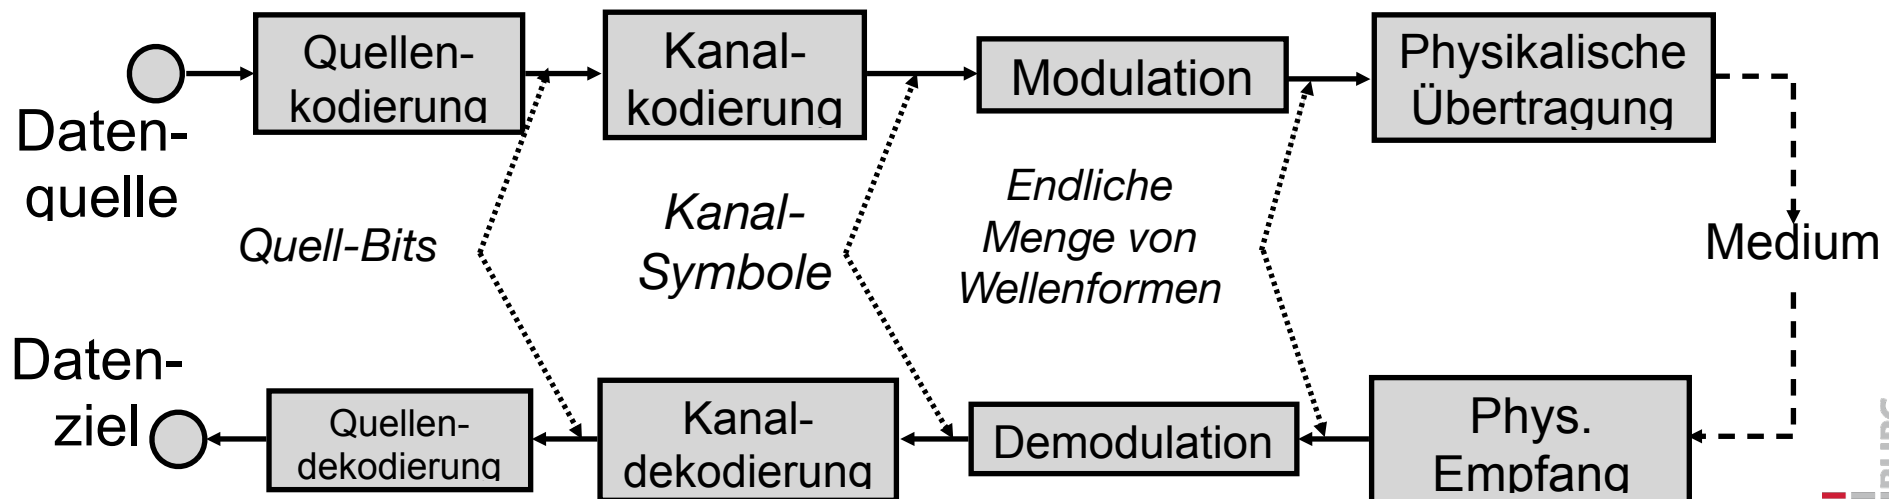 Quellen-
kodierung
Kanal-
kodierung
Modulation
Physikalische
Übertragung
Daten-
quelle
Quell-Bits
Kanal-
Symbole
Endliche
Menge von
Wellenformen
Medium
Daten-
ziel
Quellen-
dekodierung
Kanal-
dekodierung
Demodulation
Phys.
Empfang